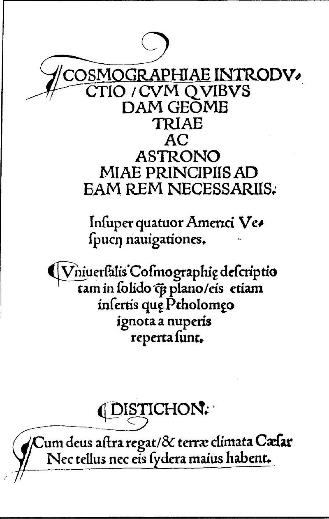 COSMOGRAPHIAE INTRODV-
CTIO / CVM QVIBVS
DAM GEOME
TRIAE
AC
ASTRONO
MIAE PRINCIPIIS AD
EAM REM NECESSARIIS.
Inſuper quatuor Americi Ve-
ſpucij nauigationes.
Vniuerſalis Coſmographię deſcriptio
tam in ſolido q̃ꝫ plano / eis etiam
inſertis quę Ptholomęo
ignota a nuperis
reperta ſunt.
DISTICHON.
Cum deus aſtra regat / & terræ climata Cæſar
Nec tellus nec eis ſydera maius habent.